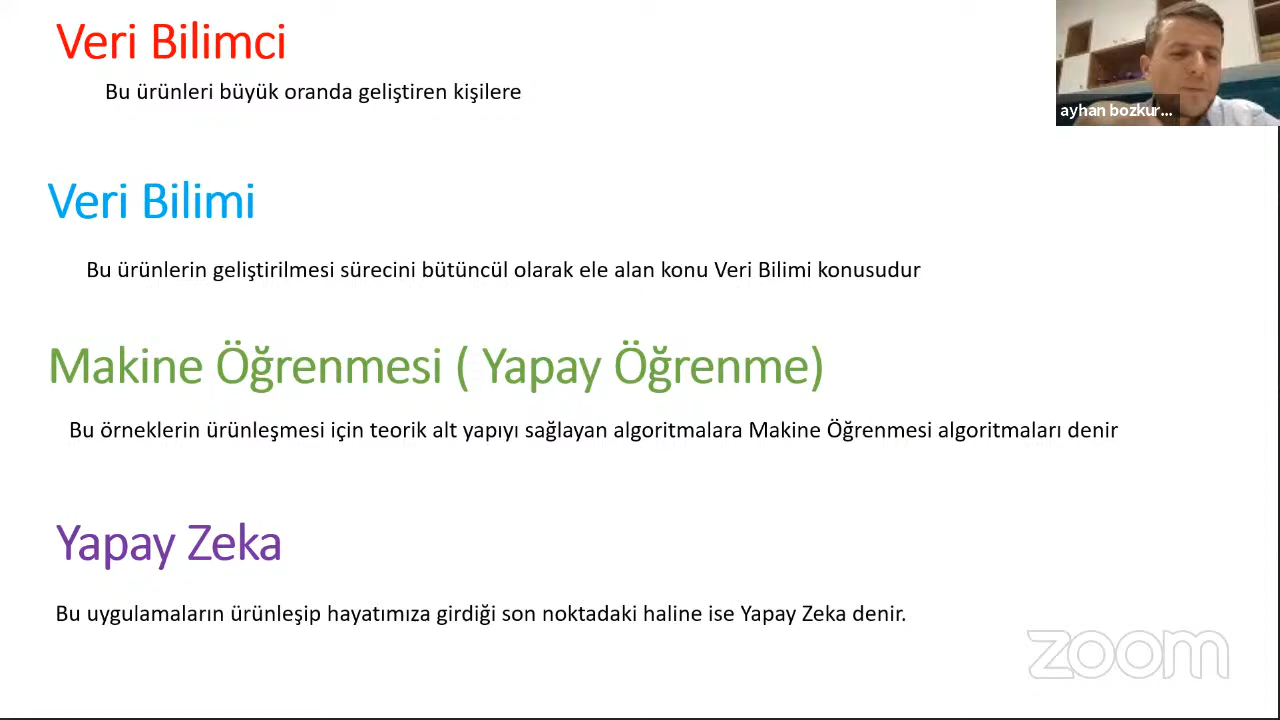 Veri Bilimci
Bu ürünleri büyük oranda geliştiren kişilere
ayhan bozkur...
Veri Bilimi
Bu ürünlerin geliştirilmesi sürecini bütüncül olarak ele alan konu Veri Bilimi konusudur
Makine Öğrenmesi ( Yapay Öğrenme)
Bu örneklerin ürünleşmesi için teorik alt yapıyı sağlayan algoritmalara Makine Öğrenmesi algoritmaları denir
Yapay Zeka
Bu uygulamaların ürünleşip hayatımıza girdiği son noktadaki haline ise Yapay Zeka denir.
zoom